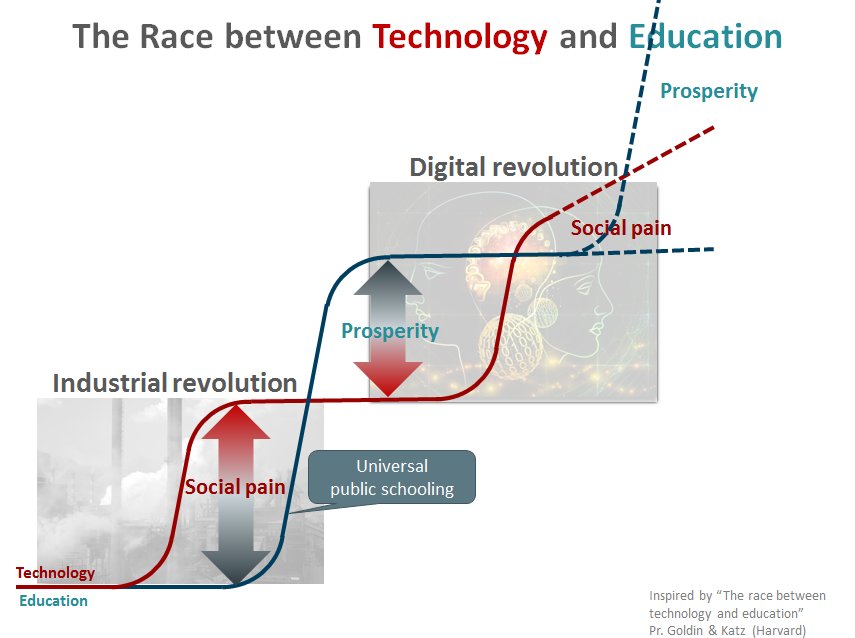 The Race between Technology and Education
Prosperity
Digital revolution
Social pain
Prosperity
Industrial revolution
Universal
public schooling
Social pain
Technology
Education
Inspired by “The race between
technology and education”
Pr. Goldin & Katz (Harvard)